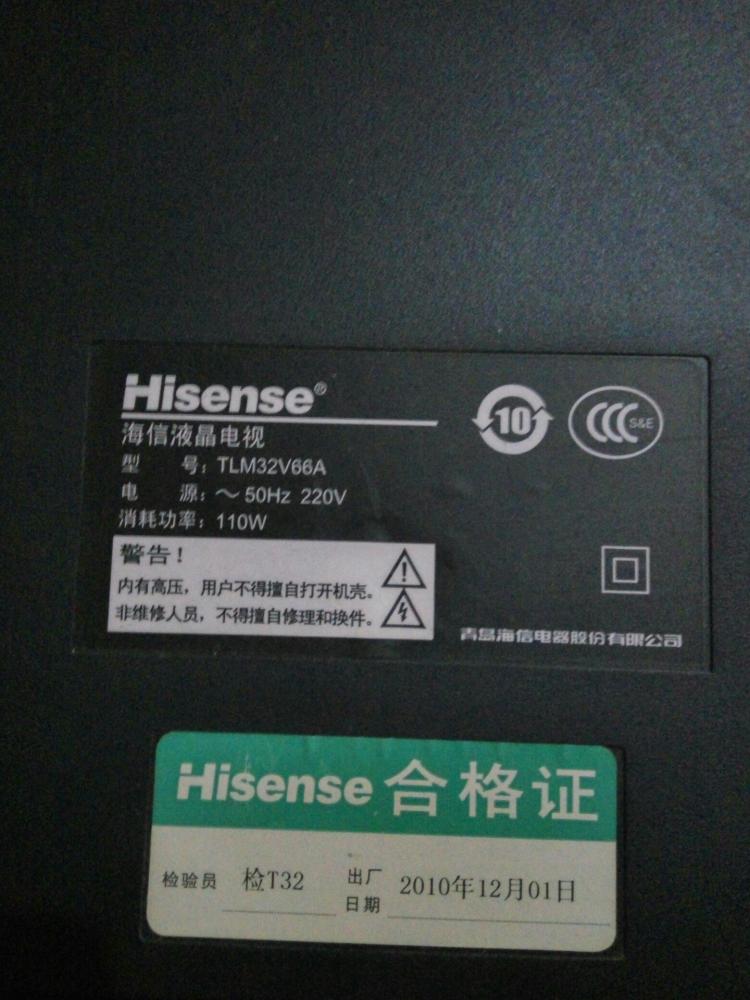 Hisense®
海信液晶电视
型 号：TLM32V66A
电 源：～ 50Hz 220V
消耗功率：110W
警告！
内有高压，用户不得擅自打开机壳。
非维修人员，不得擅自修理和换件。
10
CCC S&E
青岛海信电器股份有限公司
Hisense 合格证
检验员 检T32
出厂日期 2010年12月01日